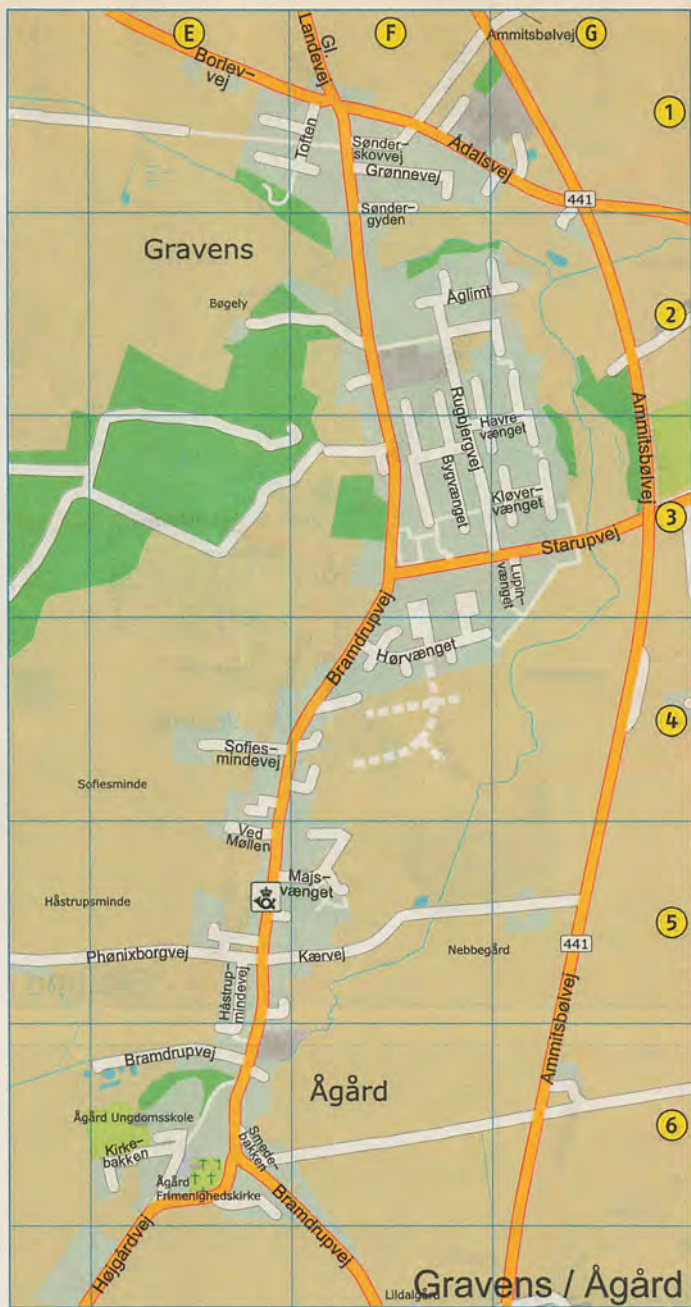 E
F
G
Ammitsbølvej
Gl.
Landevej
Borlev-
vej
1
Toften
Sønder-
skovvej
Grønnevej
Ådalsvej
441
Sønder-
gyden
Gravens
Åglimt
Bøgely
2
Rugbjergvej
Havre-
vænget
Ammitsbølvej
Bygvænget
Kløver-
vænget
3
Starupvej
Lupin-
vænget
Bramdrupvej
Hørvænget
4
Sofies-
mindevej
Sofiesminde
Ved
Møllen
Majs-
vænget
Håstrupsminde
5
441
Phønixborgvej
Kærvej
Nebbegård
Håstrup-
mindevej
Ammitsbølvej
Bramdrupvej
Ågård
Ågård Ungdomsskole
6
Kirke-
bakken
Smede-
bakken
Ågård
Frimenighedskirke
Bramdrupvej
Højgårdvej
Lildalgård
Gravens / Ågård